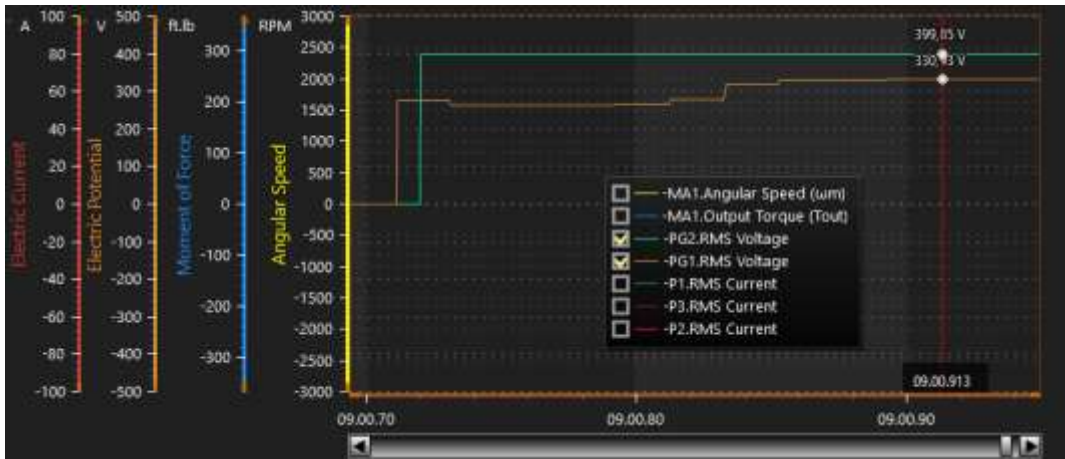 A
V
ft.lb
RPM
Electric Current
100
80
60
40
20
0
-20
-40
-60
-80
-100
Electric Potential
500
400
300
200
100
0
-100
-200
-300
-400
-500
Moment of Force
300
200
100
0
-100
-200
-300
Angular Speed
3000
2500
2000
1500
1000
500
0
-500
-1000
-1500
-2000
-2500
-3000
399,05 V
-MA1.Angular Speed (ωm)
-MA1.Output Torque (Tout)
-PG2.RMS Voltage
-PG1.RMS Voltage
-P1.RMS Current
-P3.RMS Current
-P2.RMS Current
09.00.913
09.00.70
09.00.80
09.00.90